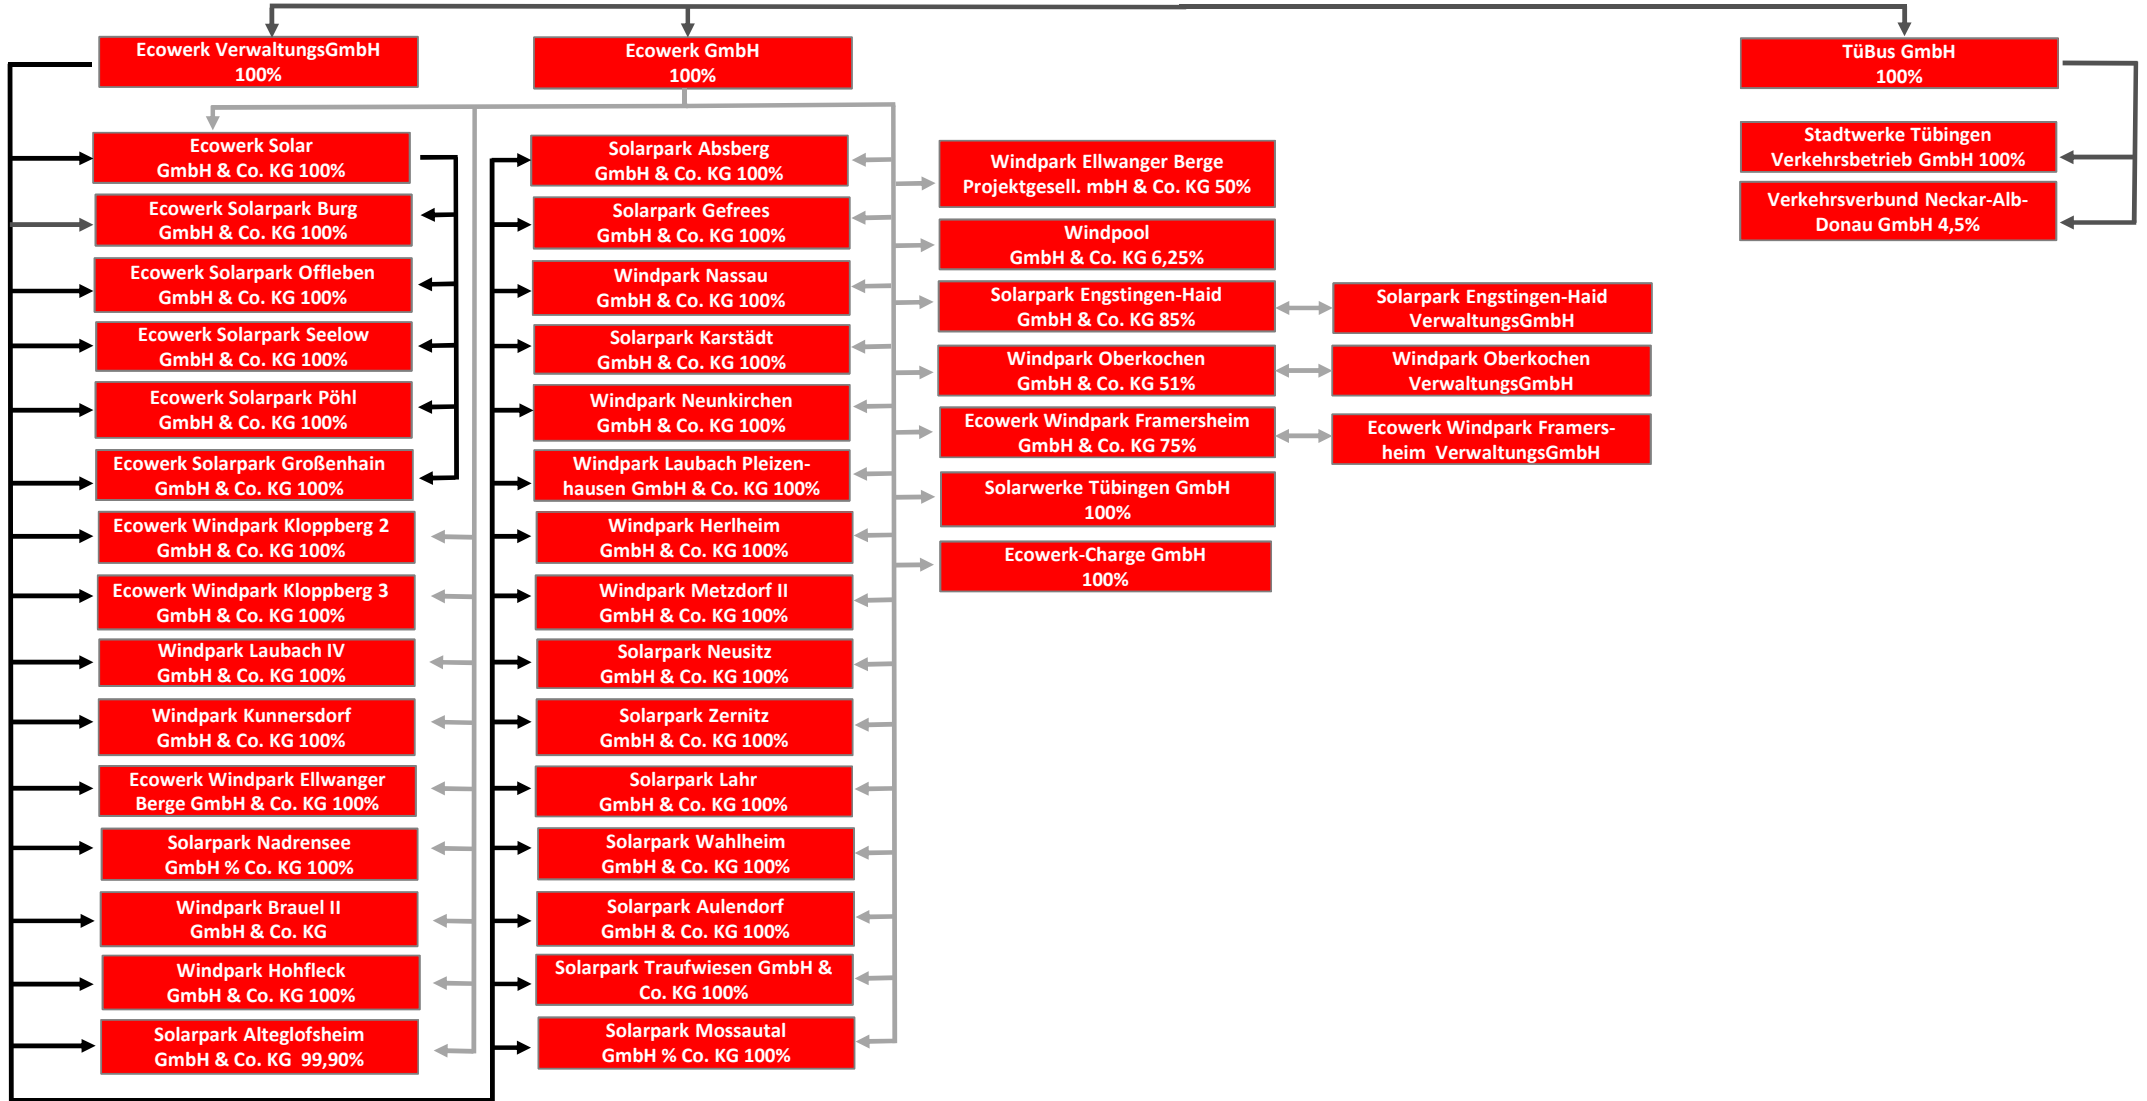 Ecowerk VerwaltungsGmbH
100%
Ecowerk GmbH
100%
TüBus GmbH
100%
Ecowerk Solar
GmbH & Co. KG 100%
Ecowerk Solarpark Burg
GmbH & Co. KG 100%
Ecowerk Solarpark Offleben
GmbH & Co. KG 100%
Ecowerk Solarpark Seelow
GmbH & Co. KG 100%
Ecowerk Solarpark Pöhl
GmbH & Co. KG 100%
Ecowerk Solarpark Großenhain
GmbH & Co. KG 100%
Ecowerk Windpark Kloppberg 2
GmbH & Co. KG 100%
Ecowerk Windpark Kloppberg 3
GmbH & Co. KG 100%
Windpark Laubach IV
GmbH & Co. KG 100%
Windpark Kunnersdorf
GmbH & Co. KG 100%
Ecowerk Windpark Ellwanger
Berge GmbH & Co. KG 100%
Solarpark Nadrensee
GmbH % Co. KG 100%
Windpark Brauel II
GmbH & Co. KG
Windpark Hohfleck
GmbH & Co. KG 100%
Solarpark Alteglofsheim
GmbH & Co. KG 99,90%
Solarpark Absberg
GmbH & Co. KG 100%
Solarpark Gefrees
GmbH & Co. KG 100%
Windpark Nassau
GmbH & Co. KG 100%
Solarpark Karstädt
GmbH & Co. KG 100%
Windpark Neunkirchen
GmbH & Co. KG 100%
Windpark Laubach Pleizen-
hausen GmbH & Co. KG 100%
Windpark Herlheim
GmbH & Co. KG 100%
Windpark Metzdorf II
GmbH & Co. KG 100%
Solarpark Neusitz
GmbH & Co. KG 100%
Solarpark Zernitz
GmbH & Co. KG 100%
Solarpark Lahr
GmbH & Co. KG 100%
Solarpark Wahlheim
GmbH & Co. KG 100%
Solarpark Aulendorf
GmbH & Co. KG 100%
Solarpark Traufwiesen GmbH &
Co. KG 100%
Solarpark Mossautal
GmbH % Co. KG 100%
Windpark Ellwanger Berge
Projektgesell. mbH & Co. KG 50%
Windpool
GmbH & Co. KG 6,25%
Solarpark Engstingen-Haid
GmbH & Co. KG 85%
Windpark Oberkochen
GmbH & Co. KG 51%
Ecowerk Windpark Framersheim
GmbH & Co. KG 75%
Solarwerke Tübingen GmbH
100%
Ecowerk-Charge GmbH
100%
Solarpark Engstingen-Haid
VerwaltungsGmbH
Windpark Oberkochen
VerwaltungsGmbH
Ecowerk Windpark Framers-
heim VerwaltungsGmbH
Stadtwerke Tübingen
Verkehrsbetrieb GmbH 100%
Verkehrsverbund Neckar-Alb-
Donau GmbH 4,5%